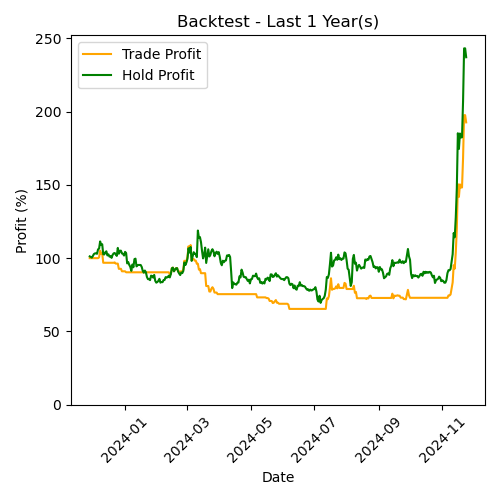 Backtest - Last 1 Year(s)
Trade Profit
Hold Profit
Profit (%)
250
200
150
100
50
0
2024-01
2024-03
2024-05
2024-07
2024-09
2024-11
Date